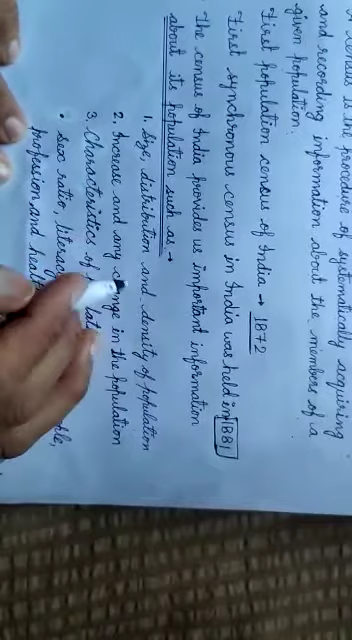 A Census is the procedure of systematically acquiring
and recording information about the members of a
given population.
First population census of India → 1872
First synchronous census in India was held in 1881
The census of India provides us important information
about its population such as →
1. Size, distribution and density of population
2. Increase and any change in the population
3. Characteristics of
• Sex ratio, literacy
profession and health